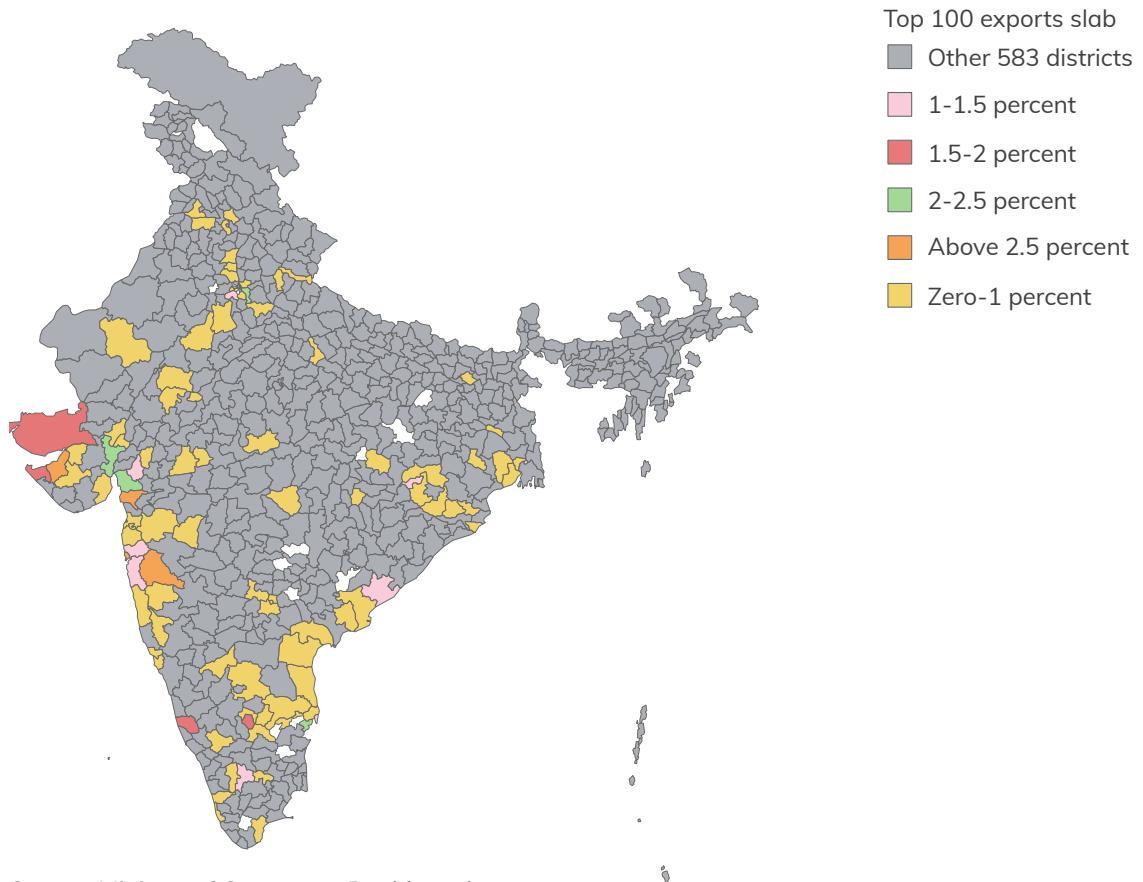 Top 100 exports slab
Other 583 districts
1-1.5 percent
1.5-2 percent
2-2.5 percent
Above 2.5 percent
Zero-1 percent